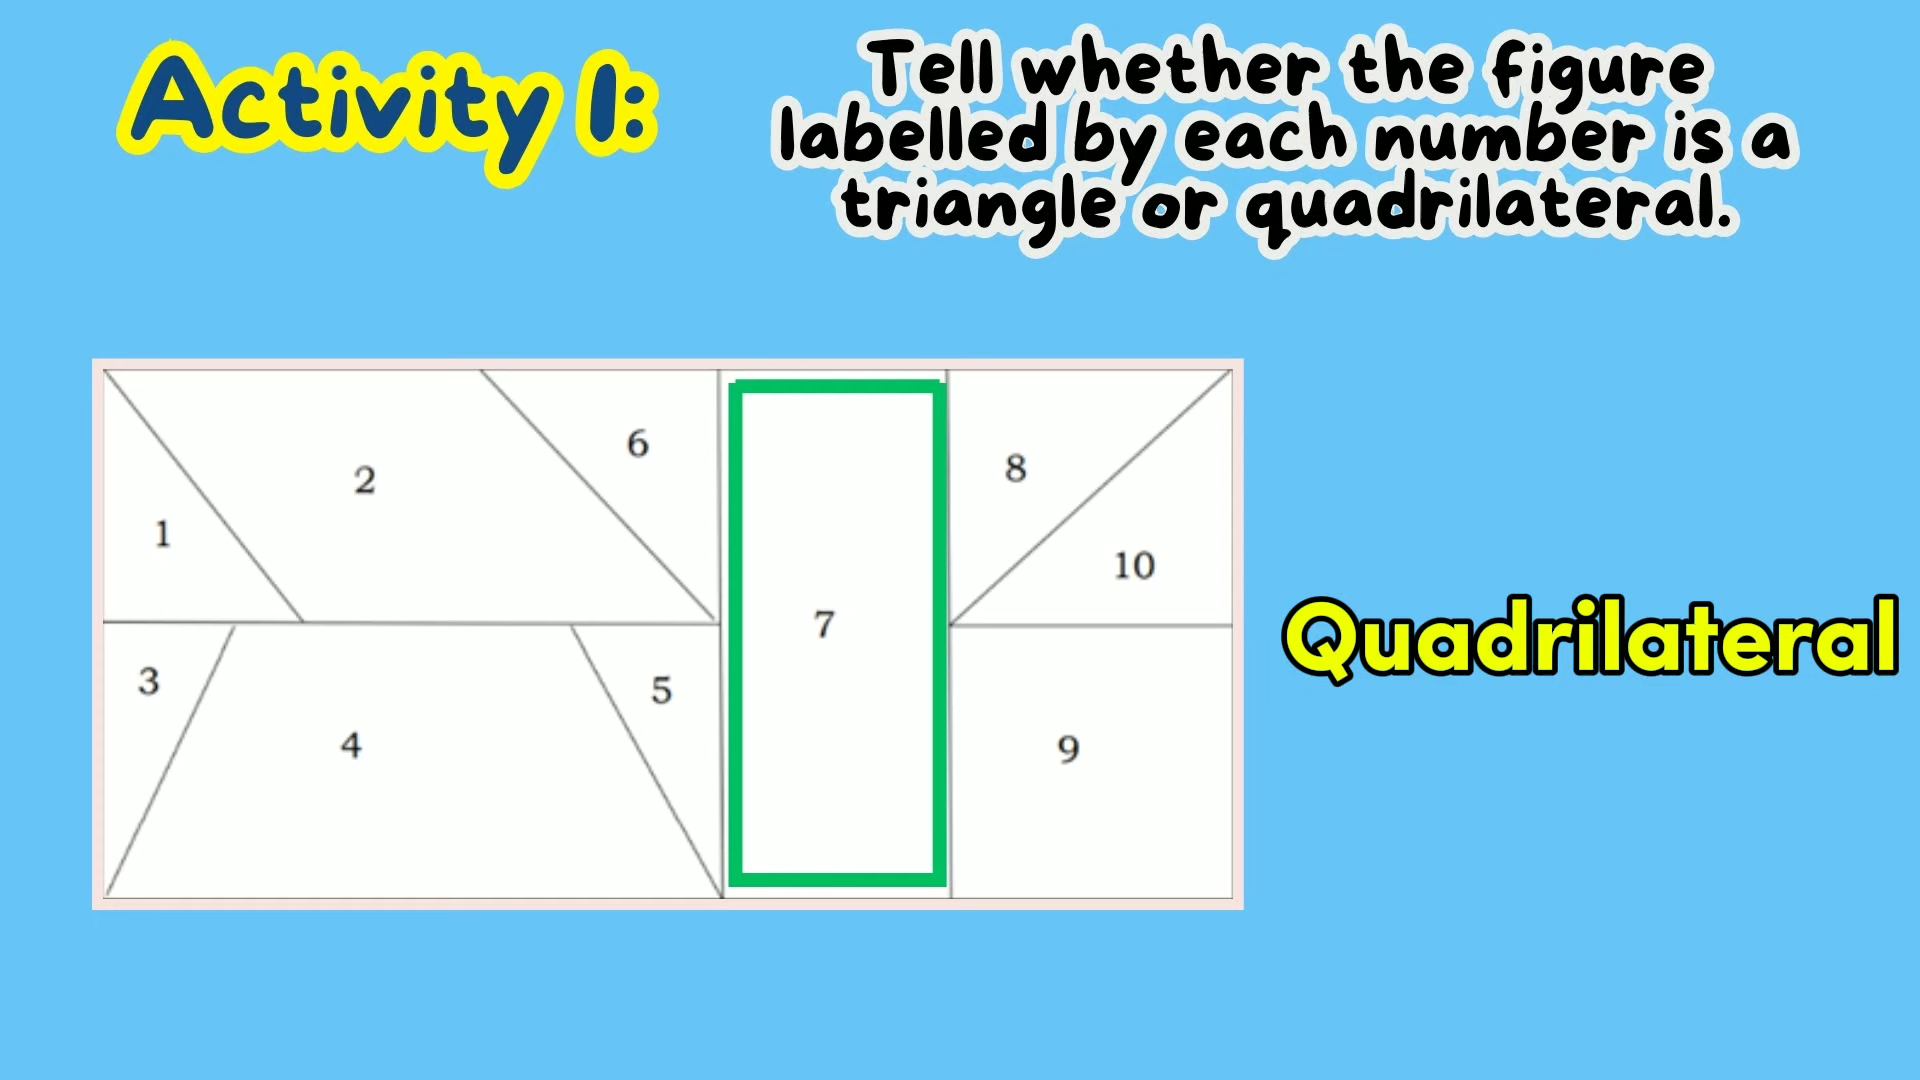 Activity 1:
Tell whether the figure
labelled by each number is a
triangle or quadrilateral.
1
2
6
7
8
10
3
4
5
9
Quadrilateral